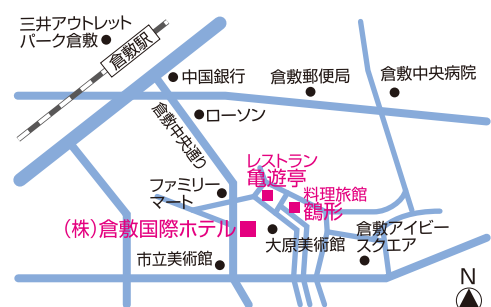 三井アウトレット
パーク倉敷
倉敷駅
中国銀行
倉敷郵便局
倉敷中央病院
ローソン
倉敷中央通り
レストラン
亀遊亭
ファミリー
マート
料理旅館
鶴形
(株)倉敷国際ホテル
大原美術館
倉敷アイビー
スクエア
市立美術館
N